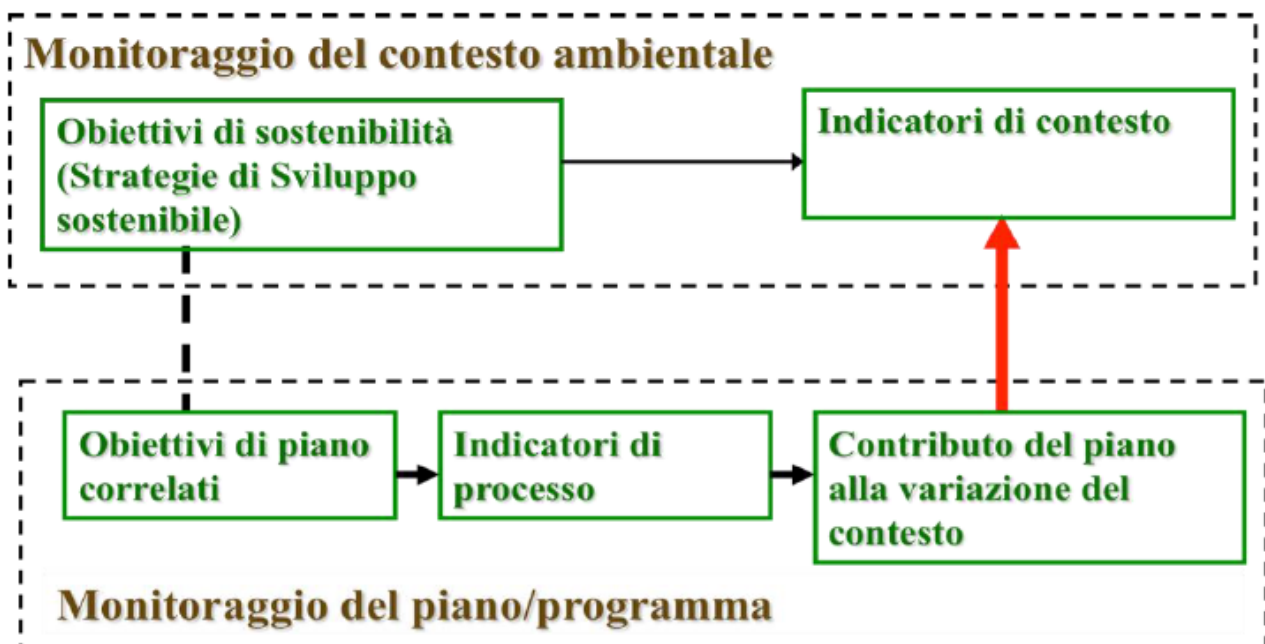 Monitoraggio del contesto ambientale
Obiettivi di sostenibilità
(Strategie di Sviluppo
sostenibile)
Indicatori di contesto
Obiettivi di piano
correlati
Indicatori di
processo
Contributo del piano
alla variazione del
contesto
Monitoraggio del piano/programma